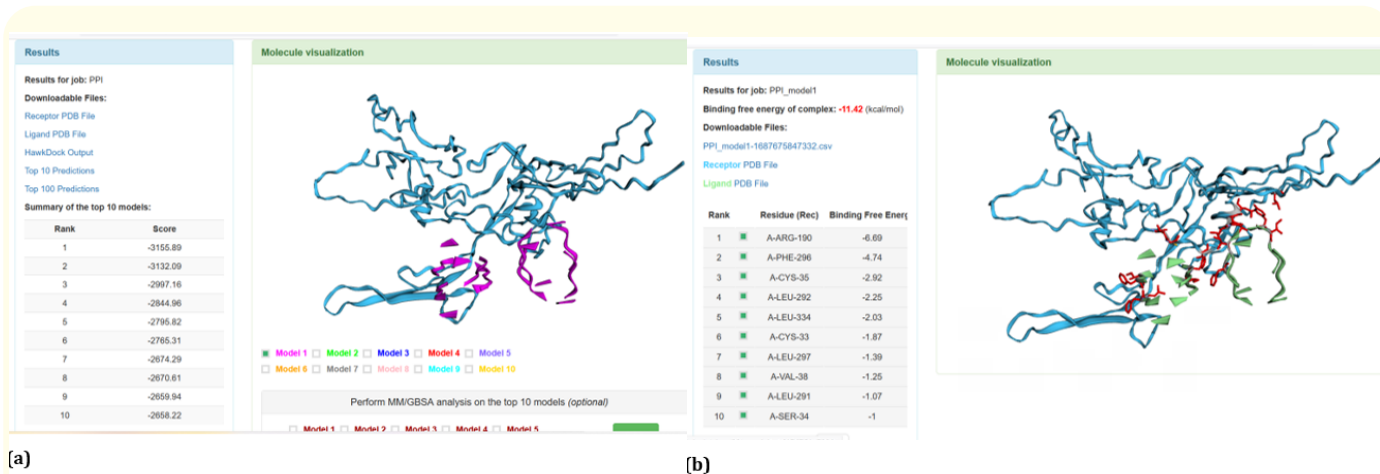 Results
Results for job: PPI
Downloadable Files:
Receptor PDB File
Ligand PDB File
HawkDock Output
Top 10 Predictions
Top 100 Predictions
Summary of the top 10 models:
Rank Score
1 -3155.89
2 -3132.09
3 -2997.16
4 -2844.96
5 -2795.82
6 -2765.31
7 -2674.29
8 -2670.61
9 -2659.94
10 -2658.22
Molecule visualization
Model 1 Model 2 Model 3 Model 4 Model 5
Model 6 Model 7 Model 8 Model 9 Model 10
Perform MM/GBSA analysis on the top 10 models (optional)
Model 1 Model 2 Model 3 Model 4 Model 5
(a)
Results
Results for job: PPI_model1
Binding free energy of complex: -11.42 (kcal/mol)
Downloadable Files:
PPI_model1-1687675847332.csv
Receptor PDB File
Ligand PDB File
Rank Residue (Rec) Binding Free Energ
1 A-ARG-190 -6.69
2 A-PHE-296 -4.74
3 A-CYS-35 -2.92
4 A-LEU-292 -2.25
5 A-LEU-334 -2.03
6 A-CYS-33 -1.87
7 A-LEU-297 -1.39
8 A-VAL-38 -1.25
9 A-LEU-291 -1.07
10 A-SER-34 -1
Molecule visualization
(b)